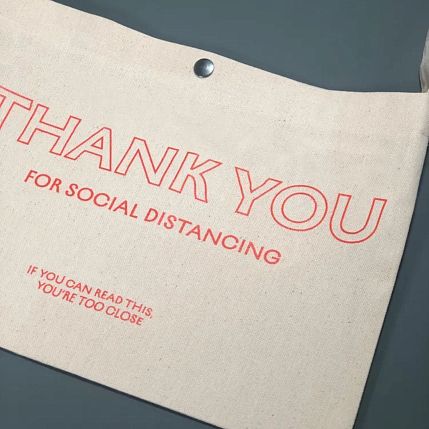 THANK YOU
FOR SOCIAL DISTANCING
IF YOU CAN READ THIS,
YOU'RE TOO CLOSE